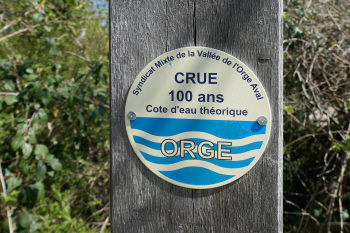 Syndicat Mixte de la Vallée de l'Orge Aval
CRUE
100 ans
Cote d'eau théorique
ORGE